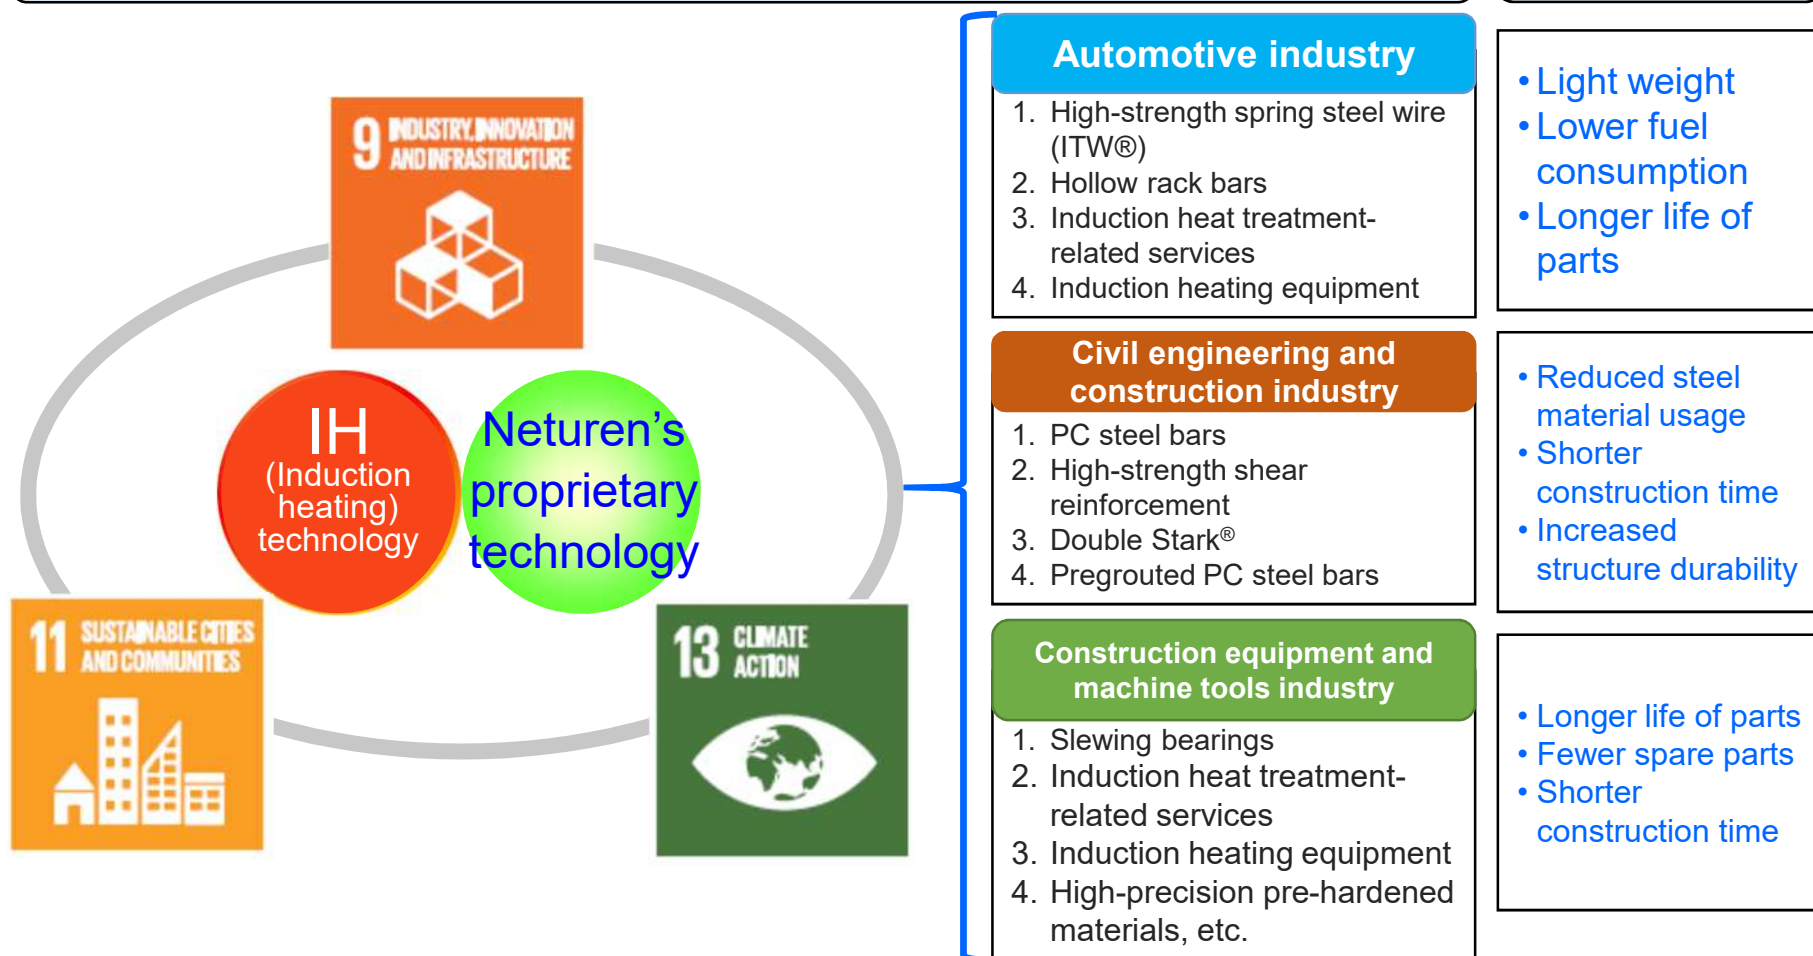 9 INDUSTRY, INNOVATION
AND INFRASTRUCTURE
IH
(Induction
heating)
technology
Neturen’s
proprietary
technology
11 SUSTAINABLE CITIES
AND COMMUNITIES
13 CLIMATE
ACTION
Automotive industry
1. High-strength spring steel wire
(ITW®)
2. Hollow rack bars
3. Induction heat treatment-
related services
4. Induction heating equipment
• Light weight
• Lower fuel
consumption
• Longer life of
parts
Civil engineering and
construction industry
1. PC steel bars
2. High-strength shear
reinforcement
3. Double Stark®
4. Pregrouted PC steel bars
• Reduced steel
material usage
• Shorter
construction time
• Increased
structure durability
Construction equipment and
machine tools industry
1. Slewing bearings
2. Induction heat treatment-
related services
3. Induction heating equipment
4. High-precision pre-hardened
materials, etc.
• Longer life of parts
• Fewer spare parts
• Shorter
construction time